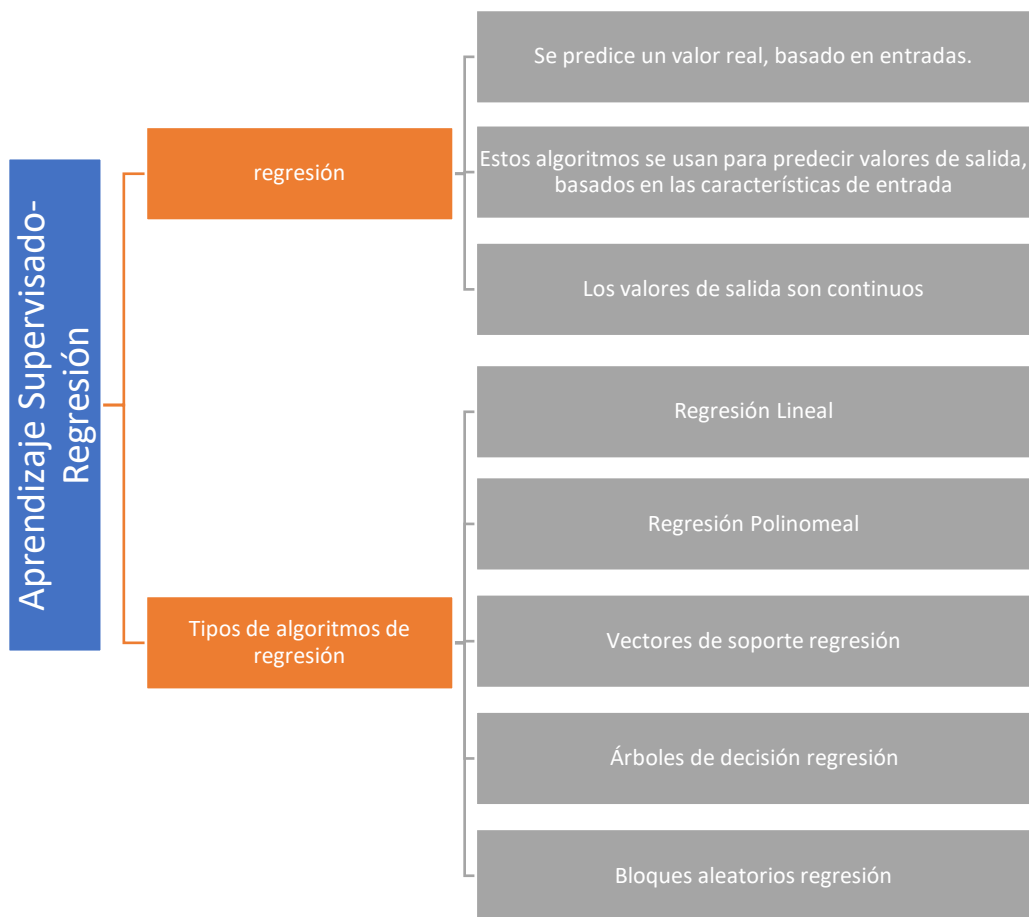 Aprendizaje Supervisado-
Regresión
regresión
Se predice un valor real, basado en entradas.
Estos algoritmos se usan para predecir valores de salida,
basados en las características de entrada
Los valores de salida son continuos
Tipos de algoritmos de
regresión
Regresión Lineal
Regresión Polinomeal
Vectores de soporte regresión
Árboles de decisión regresión
Bloques aleatorios regresión